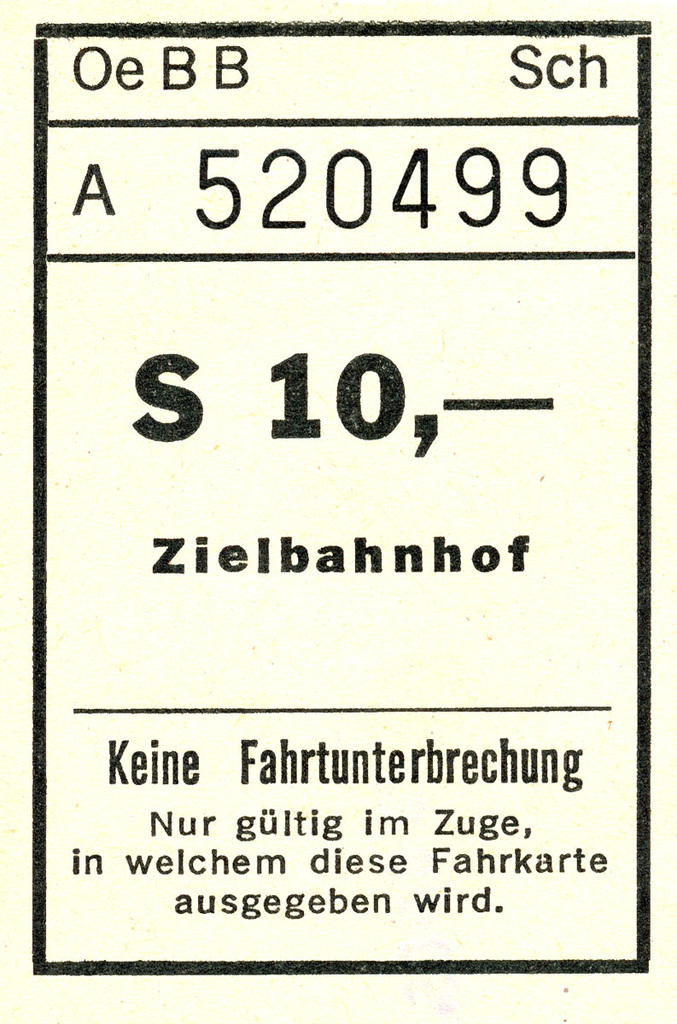 OeBB Sch
A 520499
S 10,—
Zielbahnhof
Keine Fahrtunterbrechung
Nur gültig im Zuge,
in welchem diese Fahrkarte
ausgegeben wird.